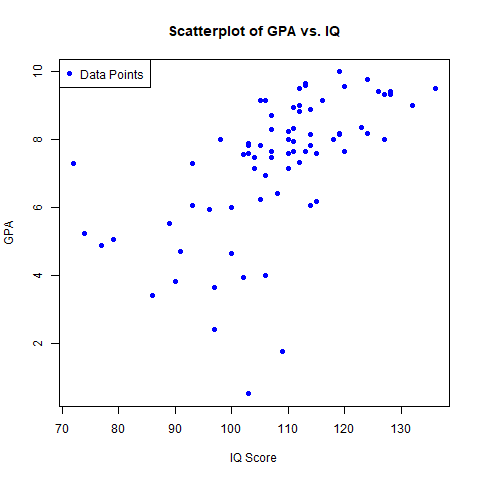 Scatterplot of GPA vs. IQ
Data Points
10
8
6
4
2
GPA
70 80 90 100 110 120 130
IQ Score